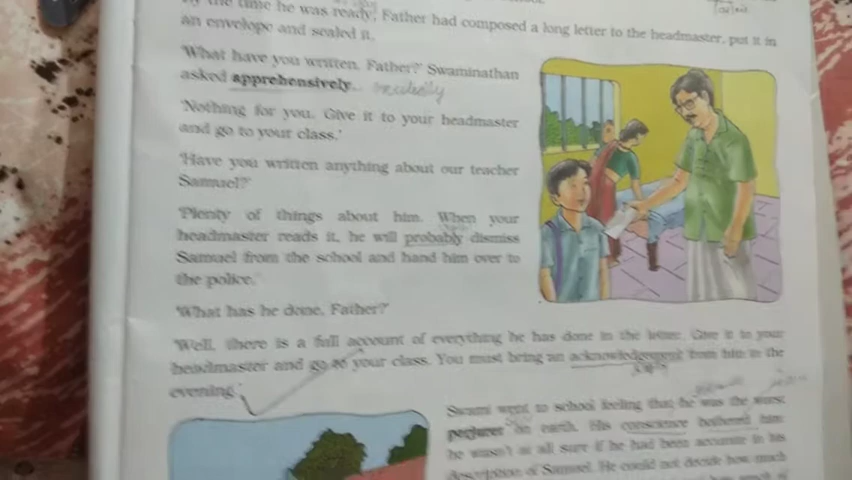 the time he was ready, Father had composed a long letter to the headmaster, put it in
an envelope and sealed it.
'What have you written, Father?' Swaminathan
asked apprehensively.
'Nothing for you. Give it to your headmaster
and go to your class.'
'Have you written anything about our teacher
Samuel?'
'Plenty of things about him. When your
headmaster reads it, he will probably dismiss
Samuel from the school and hand him over to
the police.'
'What has he done, Father?'
'Well, there is a full account of everything he has done in the letter. Give it to your
headmaster and go to your class. You must bring an acknowledgement from him in the
evening.'
Swami went to school feeling that he was the worst
perjurer on earth. His conscience bothered him:
he wasn't at all sure if he had been accurate in his
description of Samuel. He could not decide how much